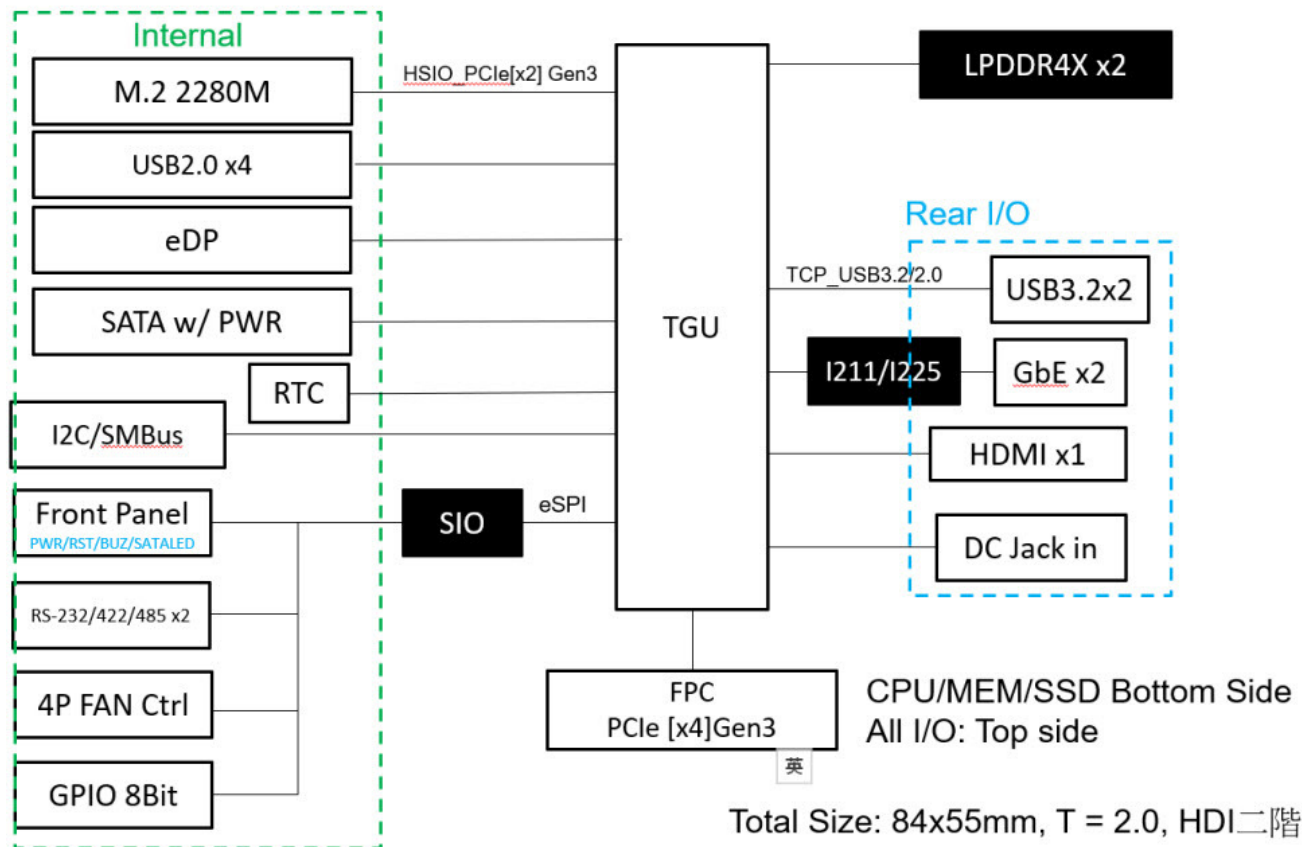 Internal
M.2 2280M
HSIO_PCIe[x2] Gen3
USB2.0 x4
eDP
SATA w/ PWR
RTC
I2C/SMBus
Front Panel
PWR/RST/BUZ/SATALED
RS-232/422/485 x2
4P FAN Ctrl
GPIO 8Bit
SIO
eSPI
TGU
LPDDR4X x2
Rear I/O
TCP_USB3.2/2.0
USB3.2x2
I211/I225
GbE x2
HDMI x1
DC Jack in
FPC
PCIe [x4]Gen3
英
CPU/MEM/SSD Bottom Side
All I/O: Top side
Total Size: 84x55mm, T = 2.0, HDI二階